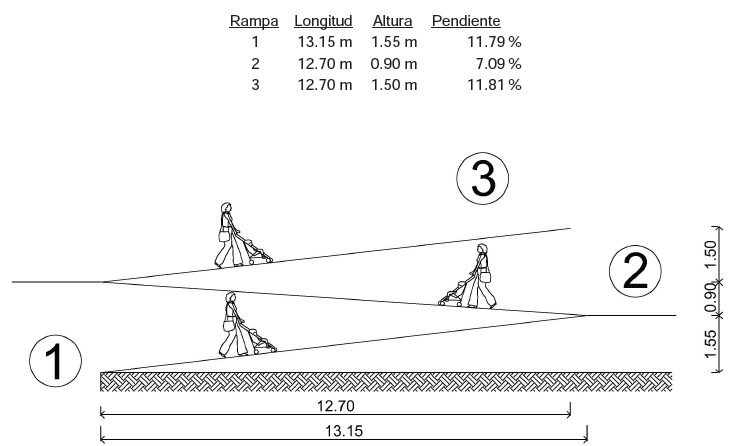 Rampa Longitud Altura Pendiente
1 13.15 m 1.55 m 11.79 %
2 12.70 m 0.90 m 7.09 %
3 12.70 m 1.50 m 11.81 %
3
2
1
1.50
0.90
1.55
12.70
13.15